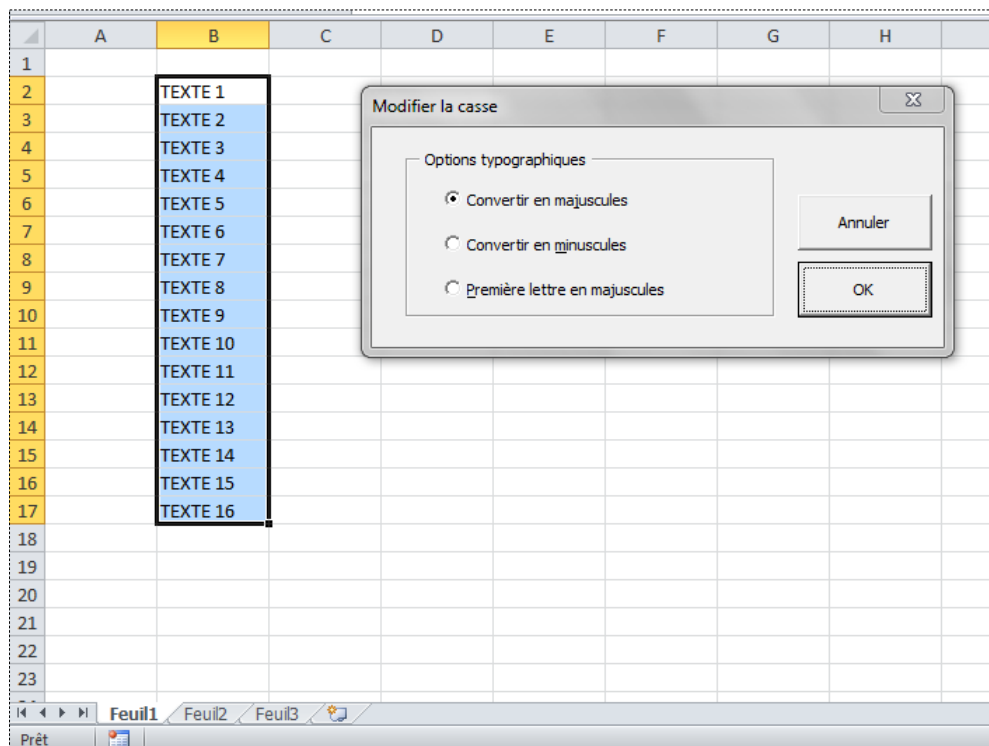 A B C D E F G H
1
2 TEXTE 1
3 TEXTE 2
4 TEXTE 3
5 TEXTE 4
6 TEXTE 5
7 TEXTE 6
8 TEXTE 7
9 TEXTE 8
10 TEXTE 9
11 TEXTE 10
12 TEXTE 11
13 TEXTE 12
14 TEXTE 13
15 TEXTE 14
16 TEXTE 15
17 TEXTE 16
18
19
20
21
22
23
Modifier la casse
Options typographiques
Convertir en majuscules
Convertir en minuscules
Première lettre en majuscules
Annuler
OK
Feuil1 Feuil2 Feuil3
Prêt